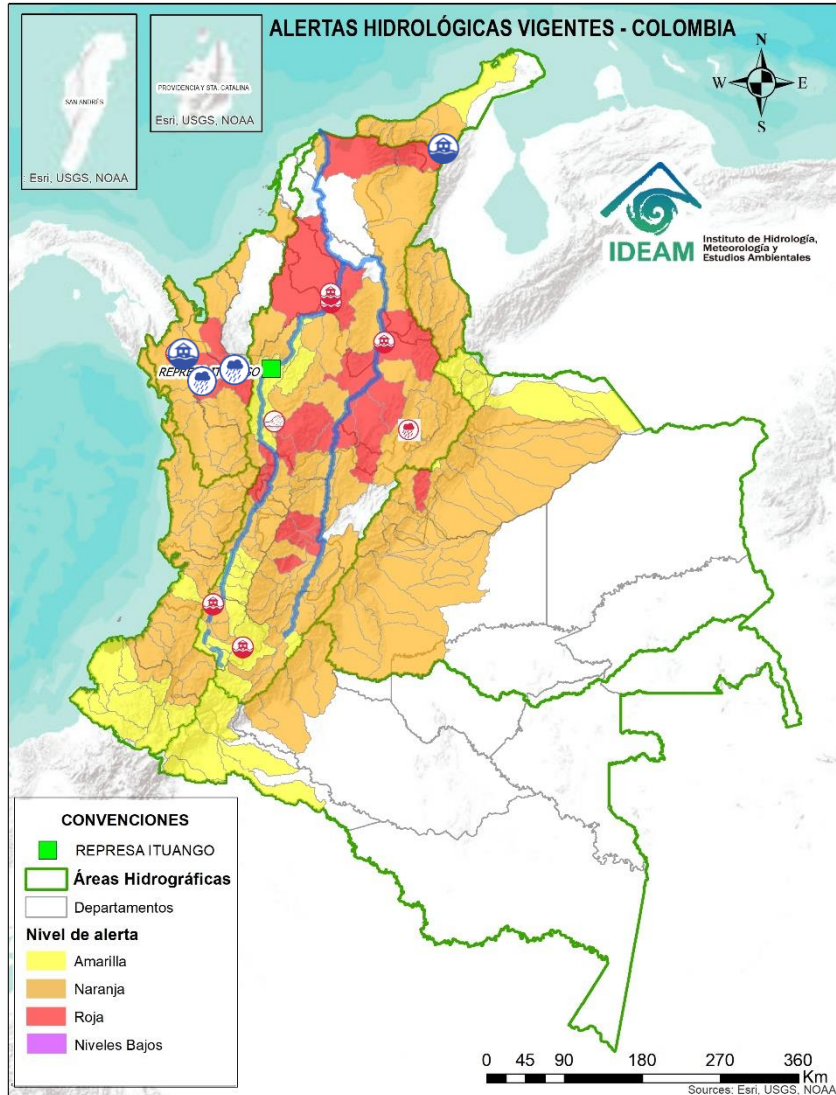 ALERTAS HIDROLÓGICAS VIGENTES - COLOMBIA
SAN ANDRÉS
Esri, USGS, NOAA
PROVIDENCIA Y STA. CATALINA
Esri, USGS, NOAA
N
W
E
S
IDEAM
Instituto de Hidrología,
Meteorología y
Estudios Ambientales
CONVENCIONES
REPRESA ITUANGO
Áreas Hidrográficas
Departamentos
Nivel de alerta
Amarilla
Naranja
Roja
Niveles Bajos
0 45 90 180 270 360
Km
Sources: Esri, USGS, NOAA